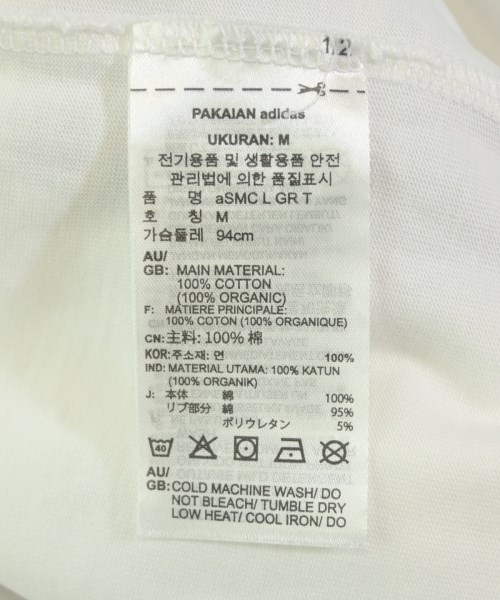 1/2
PAKAIAN adidas
UKURAN: M
전기용품 및 생활용품 안전
관리법에 의한 품질표시
품 명 aSMC L GR T
호 칭 M
가슴둘레 94cm
AU/
GB: MAIN MATERIAL:
100% COTTON
(100% ORGANIC)
F: MATIERE PRINCIPALE:
100% COTON (100% ORGANIQUE)
CN: 主料: 100% 棉
KOR: 주소재: 면 100%
IND: MATERIAL UTAMA: 100% KATUN
(100% ORGANIK)
J: 本体 綿 100%
リブ部分 綿 95%
ポリウレタン 5%
40
AU/
GB: COLD MACHINE WASH/ DO
NOT BLEACH/ TUMBLE DRY
LOW HEAT/ COOL IRON/ DO